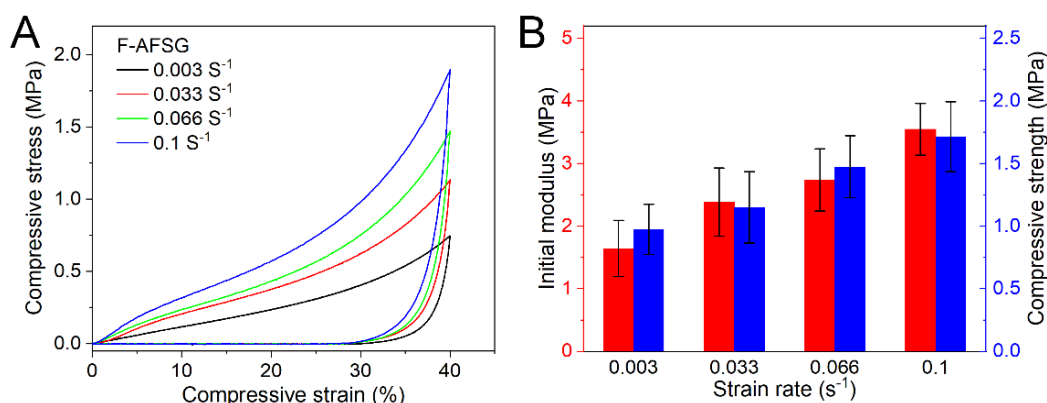 A
F-AFSG
0.003 S⁻¹
0.033 S⁻¹
0.066 S⁻¹
0.1 S⁻¹
Compressive stress (MPa)
2.0
1.5
1.0
0.5
0.0
0 10 20 30 40
Compressive strain (%)
B
Initial modulus (MPa)
5
4
3
2
1
0
Compressive strength (MPa)
2.5
2.0
1.5
1.0
0.5
0.0
0.003 0.033 0.066 0.1
Strain rate (s⁻¹)